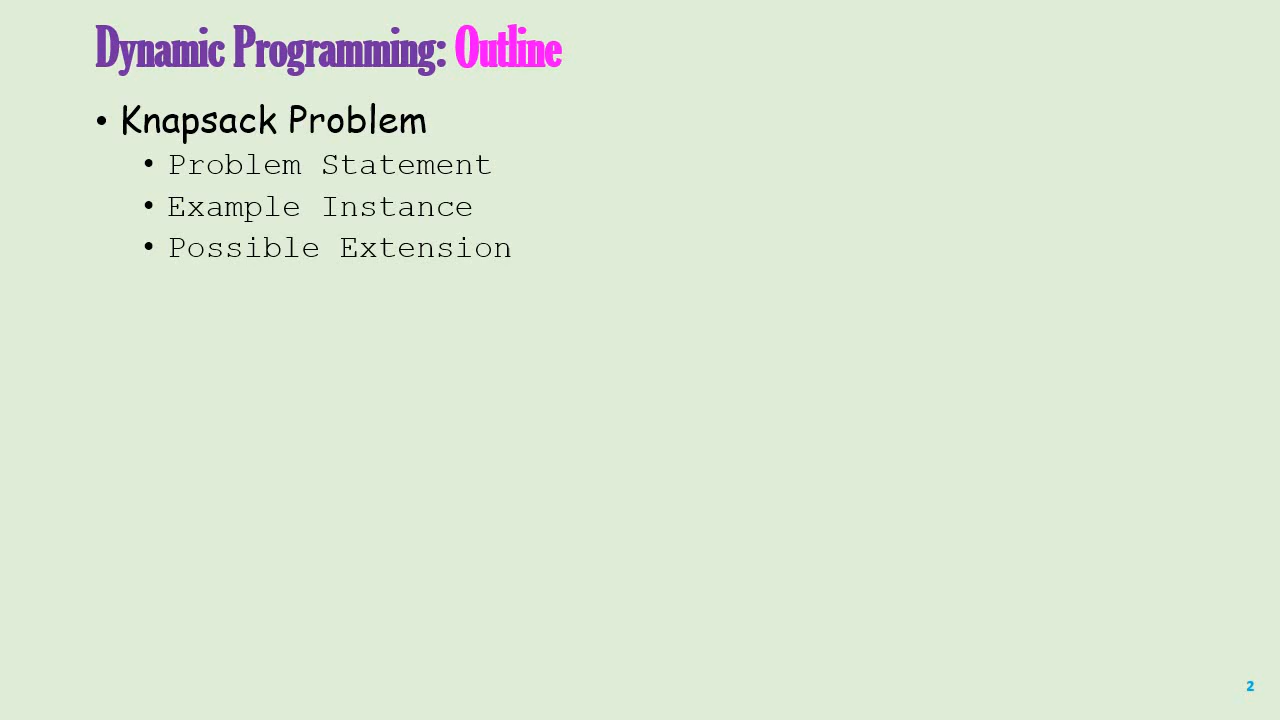 Dynamic Programming: Outline
• Knapsack Problem
• Problem Statement
• Example Instance
• Possible Extension
2